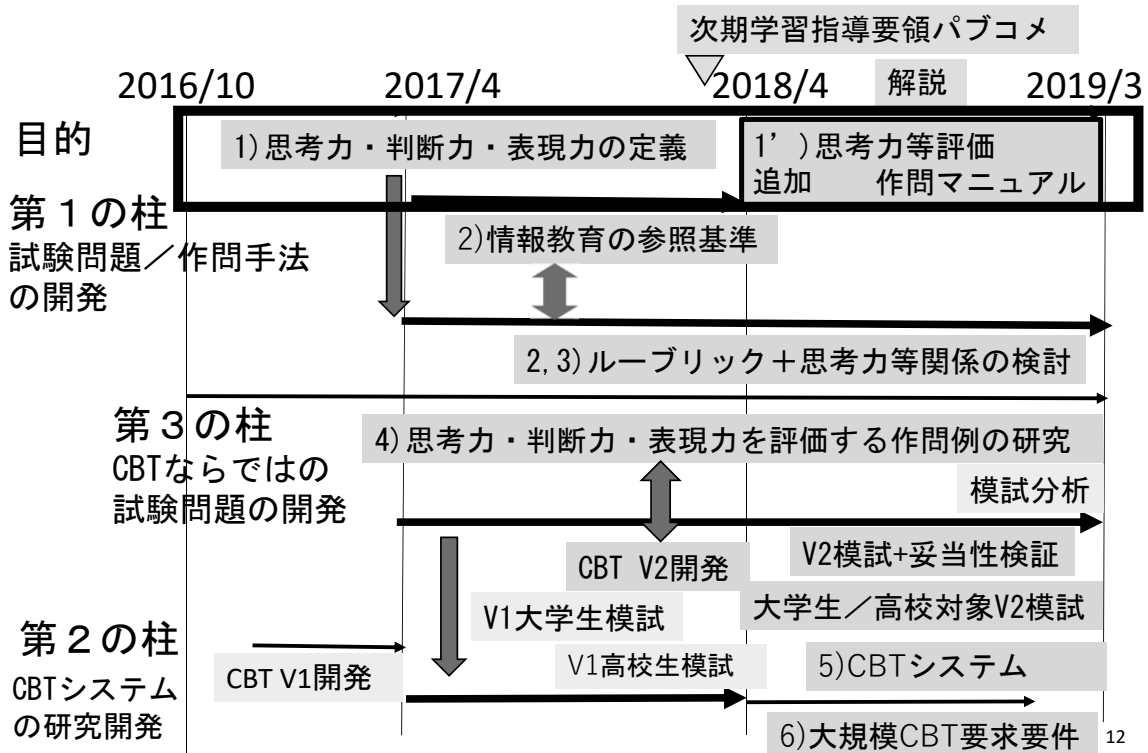 次期学習指導要領パブコメ
2016/10 2017/4 2018/4 解説 2019/3
目的
1)思考力・判断力・表現力の定義
1’)思考力等評価
追加 作問マニュアル
第1の柱
試験問題/作問手法
の開発
2)情報教育の参照基準
2,3)ルーブリック+思考力等関係の検討
第3の柱
CBTならではの
試験問題の開発
4)思考力・判断力・表現力を評価する作問例の研究
模試分析
CBT V2開発
V2模試+妥当性検証
V1大学生模試
大学生/高校対象V2模試
第2の柱
CBTシステム
の研究開発
CBT V1開発
V1高校生模試
5)CBTシステム
6)大規模CBT要求要件
12